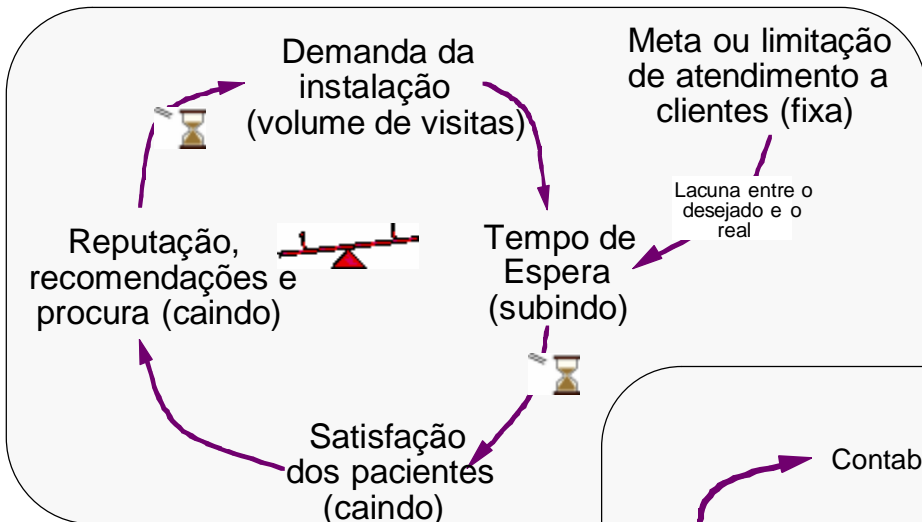 Demanda da
instalação
(volume de visitas)
Meta ou limitação
de atendimento a
clientes (fixa)
Lacuna entre o
desejado e o
real
Tempo de
Espera
(subindo)
Reputação,
recomendações e
procura (caindo)
Satisfação
dos pacientes
(caindo)
Contab